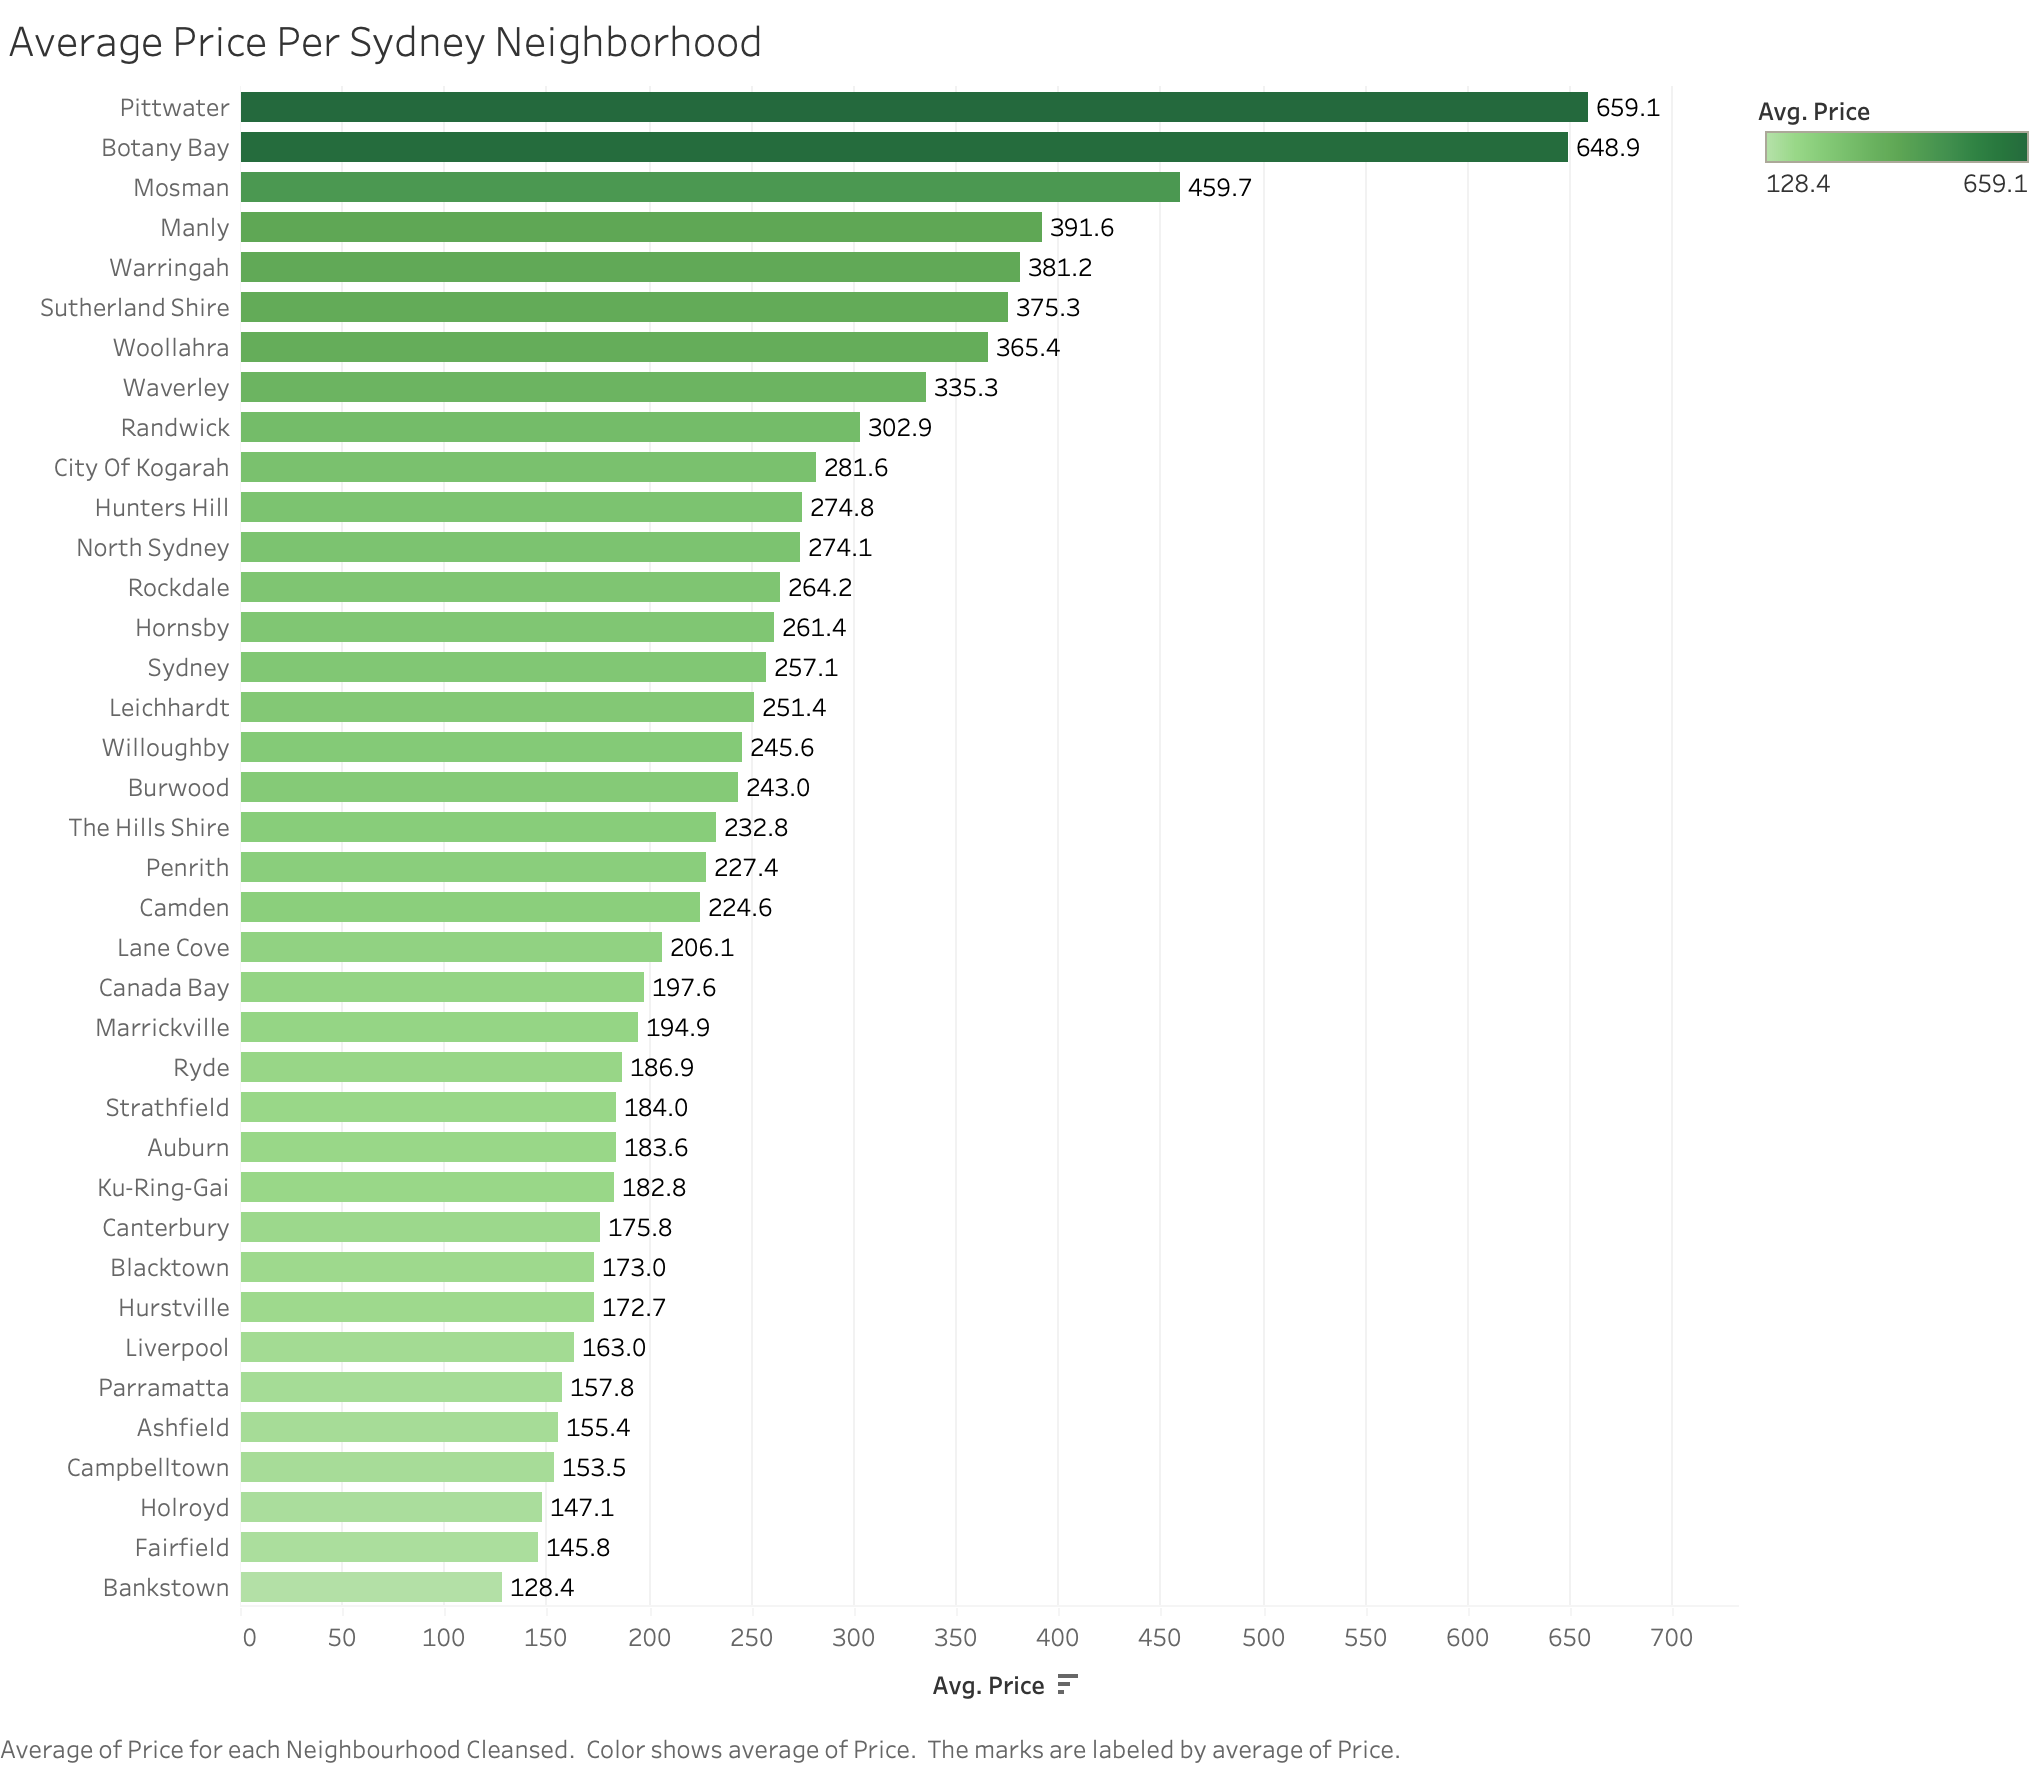 Average Price Per Sydney Neighborhood
Pittwater 659.1
Botany Bay 648.9
Mosman 459.7
Manly 391.6
Warringah 381.2
Sutherland Shire 375.3
Woollahra 365.4
Waverley 335.3
Randwick 302.9
City Of Kogarah 281.6
Hunters Hill 274.8
North Sydney 274.1
Rockdale 264.2
Hornsby 261.4
Sydney 257.1
Leichhardt 251.4
Willoughby 245.6
Burwood 243.0
The Hills Shire 232.8
Penrith 227.4
Camden 224.6
Lane Cove 206.1
Canada Bay 197.6
Marrickville 194.9
Ryde 186.9
Strathfield 184.0
Auburn 183.6
Ku-Ring-Gai 182.8
Canterbury 175.8
Blacktown 173.0
Hurstville 172.7
Liverpool 163.0
Parramatta 157.8
Ashfield 155.4
Campbelltown 153.5
Holroyd 147.1
Fairfield 145.8
Bankstown 128.4
0 50 100 150 200 250 300 350 400 450 500 550 600 650 700
Avg. Price
Avg. Price
128.4 659.1
Average of Price for each Neighbourhood Cleansed.  Color shows average of Price.  The marks are labeled by average of Price.